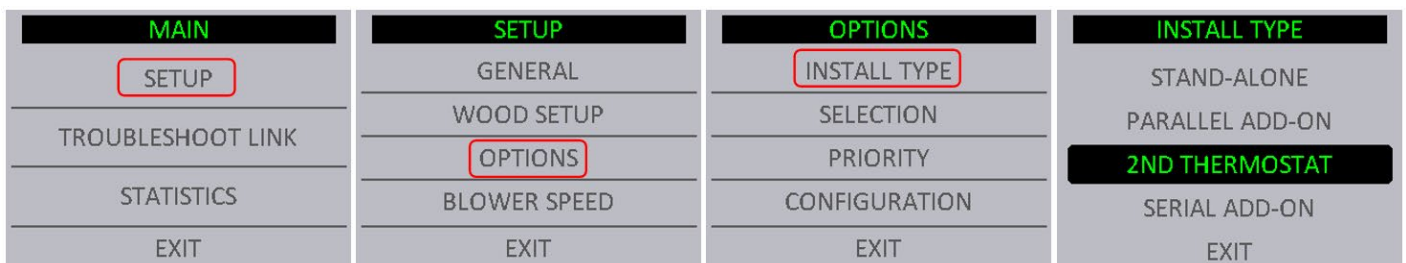 MAIN
SETUP
TROUBLESHOOT LINK
STATISTICS
EXIT
SETUP
GENERAL
WOOD SETUP
OPTIONS
BLOWER SPEED
EXIT
OPTIONS
INSTALL TYPE
SELECTION
PRIORITY
CONFIGURATION
EXIT
INSTALL TYPE
STAND-ALONE
PARALLEL ADD-ON
2ND THERMOSTAT
SERIAL ADD-ON
EXIT